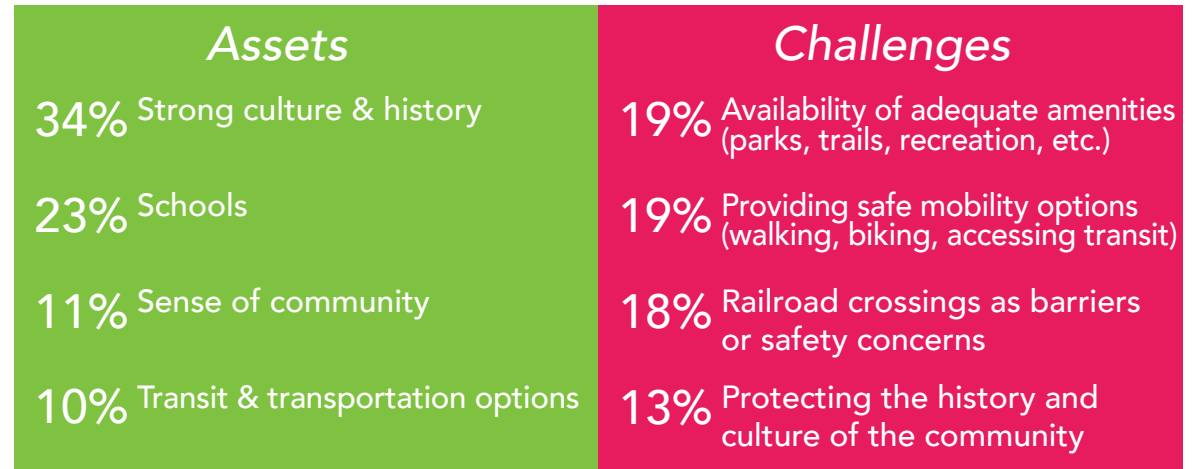 Assets
34% Strong culture & history
23% Schools
11% Sense of community
10% Transit & transportation options
Challenges
19% Availability of adequate amenities
(parks, trails, recreation, etc.)
19% Providing safe mobility options
(walking, biking, accessing transit)
18% Railroad crossings as barriers
or safety concerns
13% Protecting the history and
culture of the community